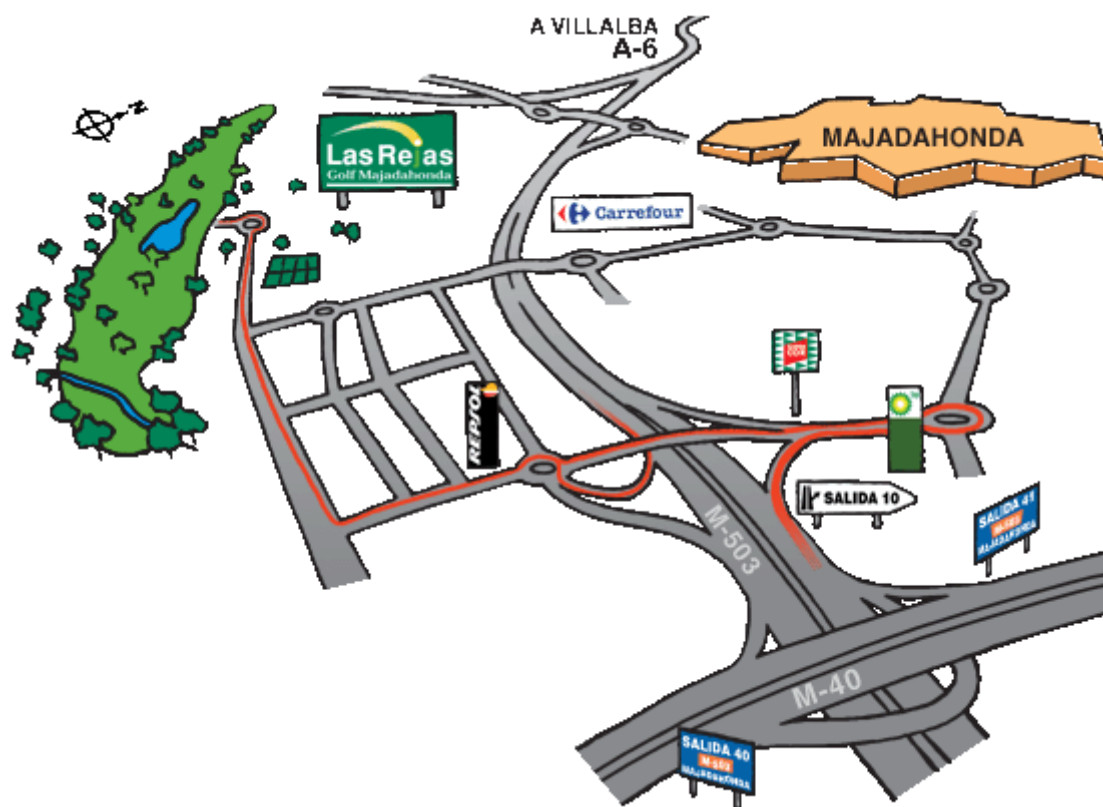 A VILLALBA
A-6
N
Las Rejas
Golf Majadahonda
MAJADAHONDA
Carrefour
REPSOL
SALIDA 10
SALIDA 41
MAJADAHONDA
M-503
M-40
SALIDA 40
M-503
MAJADAHONDA